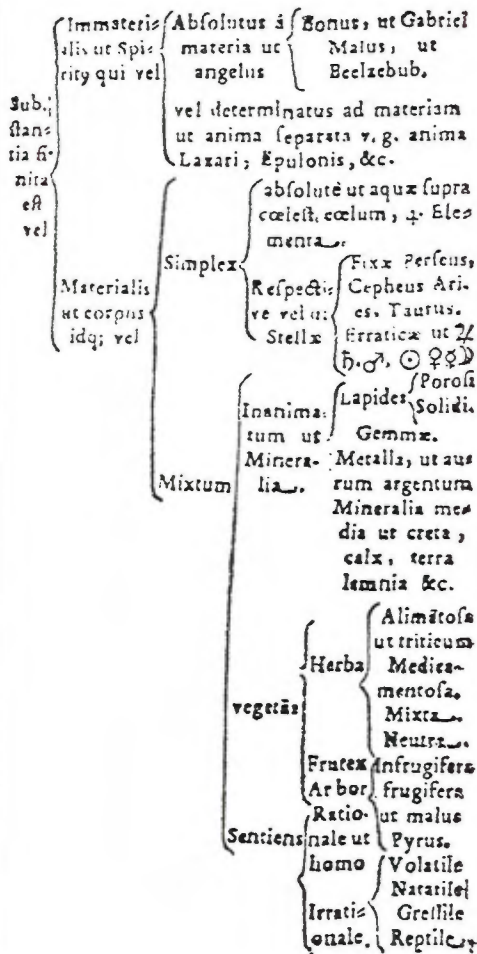 Immateri-
alis ut Spi-
ritꝰ qui vel
Abſolutus á
materia ut
angelus
Bonus, ut Gabriel
Malus, ut
Beelzebub.
vel determinatus ad materiam
ut anima ſeparata v. g. anima
Lazari; Epulonis, &c.
Sub-
ſtan-
tia fi-
nita
eſt
vel
Materialis
ut corpus
idq; vel
Simplex
abſolutè ut aquæ ſupra
cœleſt. cœlum, 4. Ele-
menta.
Reſpecti-
ve vel ut
Stellæ
Fixæ Perſeus,
Cepheus Ari-
es, Taurus.
Erraticæ ut ♃
♄, ♂, ☉ ♀ ☿ ☽
Mixtum
Inanima-
tum ut
Minera-
lia.
Lapides
Poroſi
Solidi.
Gemmæ.
Metalla, ut au-
rum argentum
Mineralia me-
dia ut creta,
calx, terra
lemnia &c.
vegetãs
Herba
Alimẽtoſa
ut triticum
Medica-
mentoſa.
Mixta.
Neutra.
Frutex
Arbor
Infrugifera
frugifera
ut malus
Pyrus.
Sentiens
Ratio-
nale ut
homo
Irrati-
onale.
Volatile
Natatile
Greſſile
Reptile